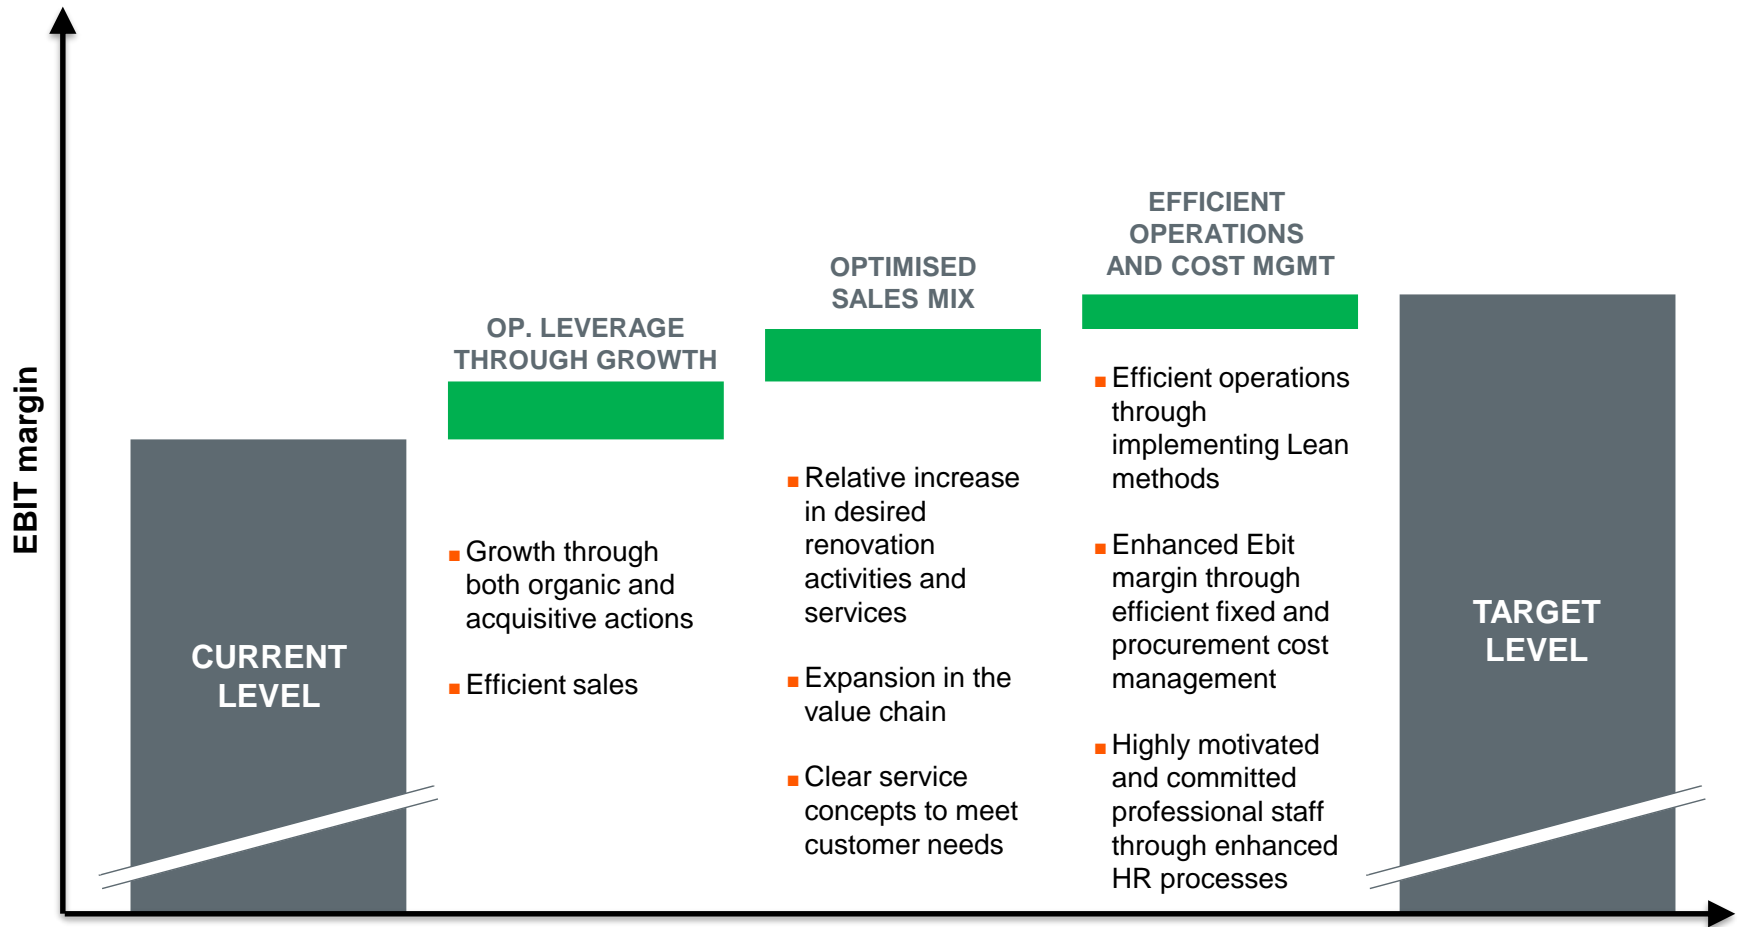 EBIT margin
CURRENT
LEVEL
OP. LEVERAGE
THROUGH GROWTH
■ Growth through
both organic and
acquisitive actions
■ Efficient sales
OPTIMISED
SALES MIX
■ Relative increase
in desired
renovation
activities and
services
■ Expansion in the
value chain
■ Clear service
concepts to meet
customer needs
EFFICIENT
OPERATIONS
AND COST MGMT
■ Efficient operations
through
implementing Lean
methods
■ Enhanced Ebit
margin through
efficient fixed and
procurement cost
management
■ Highly motivated
and committed
professional staff
through enhanced
HR processes
TARGET
LEVEL